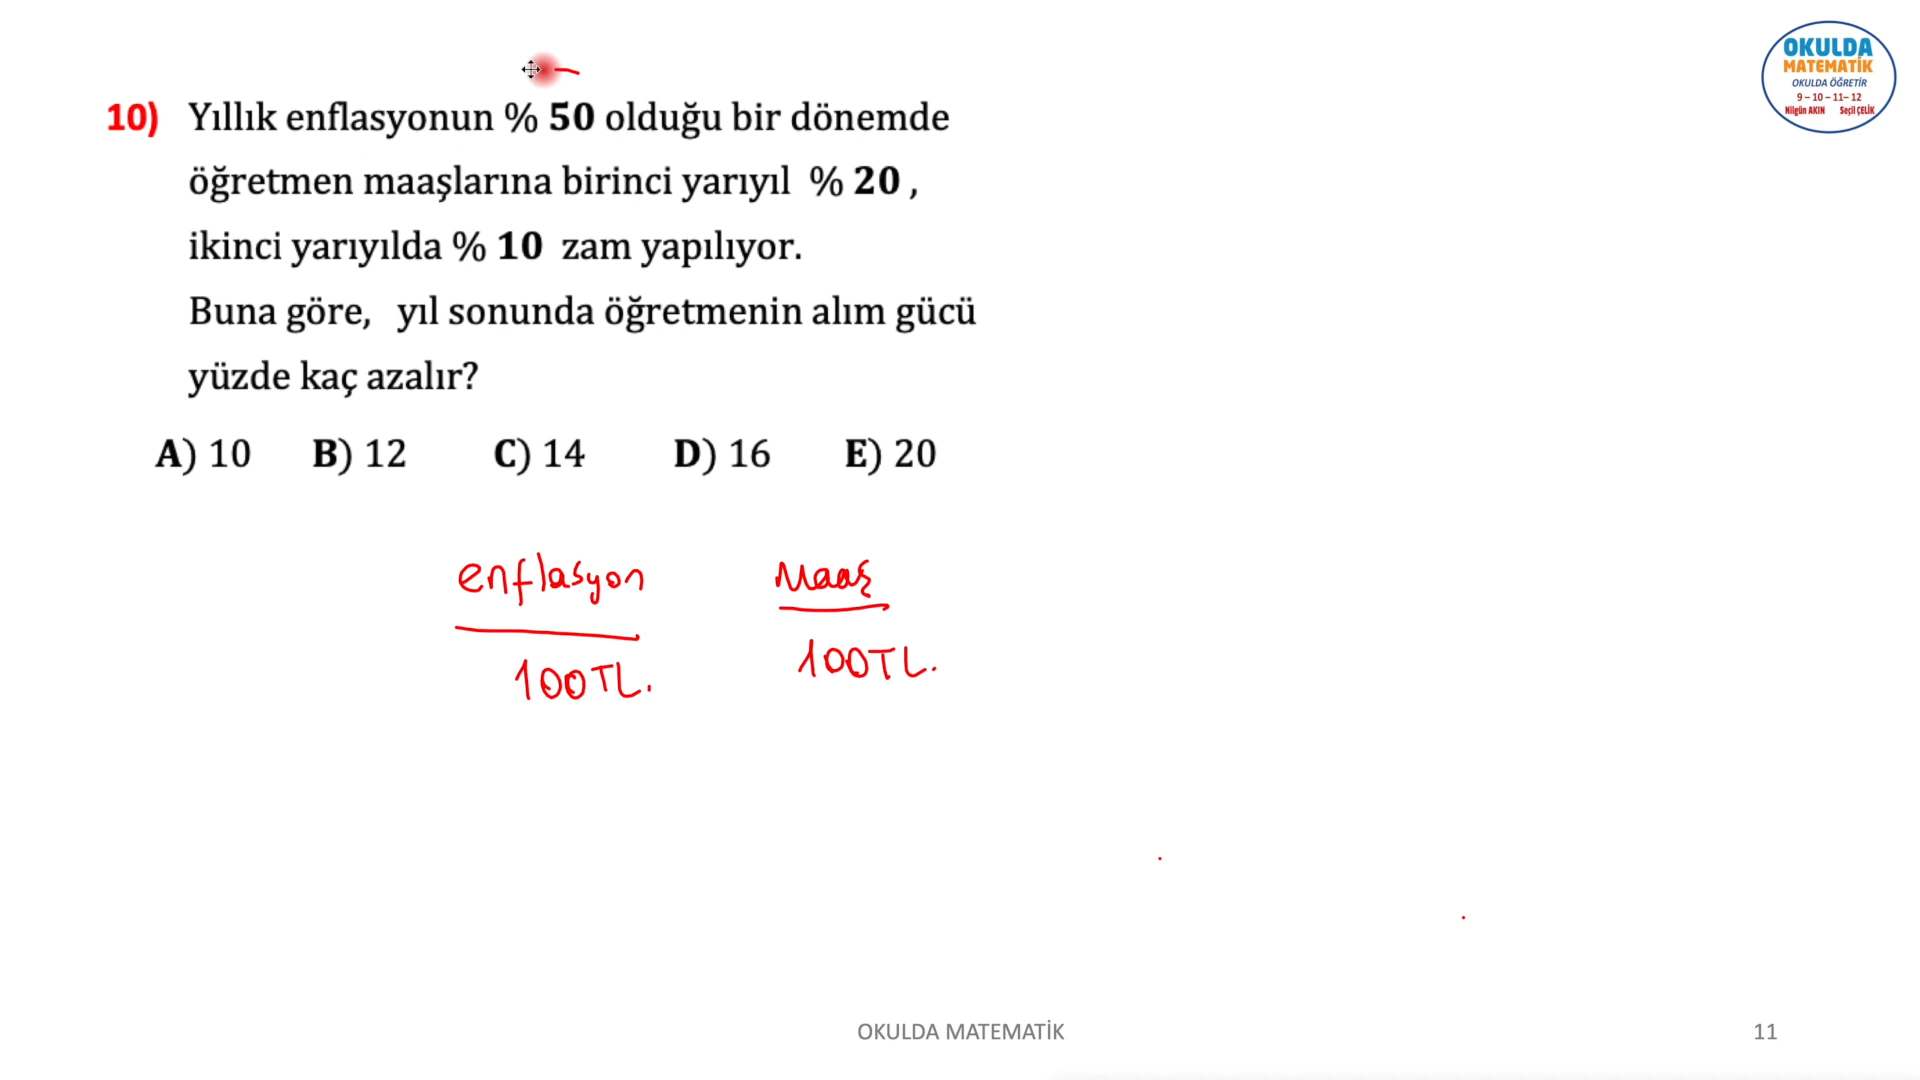 OKULDA
MATEMATİK
OKULDA ÖĞRETİR
9 – 10 – 11– 12
Nilgün AKIN Seçil ÇELİK
10) Yıllık enflasyonun % 50 olduğu bir dönemde
öğretmen maaşlarına birinci yarıyıl % 20 ,
ikinci yarıyılda % 10 zam yapılıyor.
Buna göre, yıl sonunda öğretmenin alım gücü
yüzde kaç azalır?
A) 10 B) 12 C) 14 D) 16 E) 20
enflasyon Maaş
100TL. 100TL.
OKULDA MATEMATİK 11